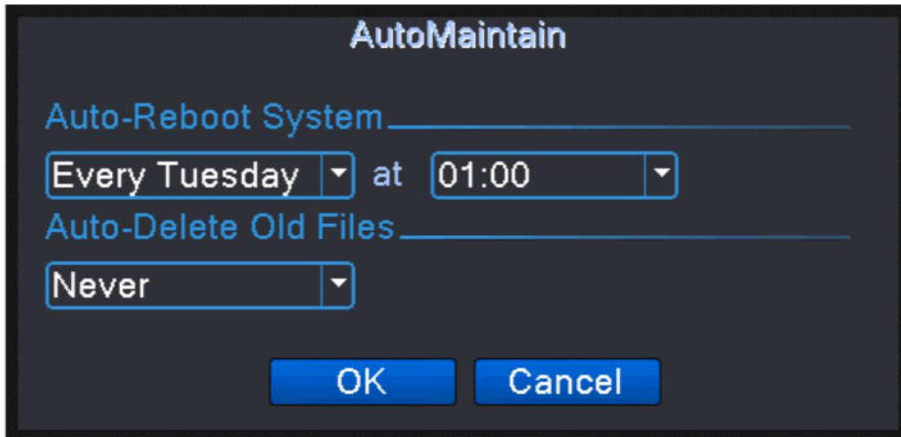 AutoMaintain
Auto-Reboot System
Every Tuesday at 01:00
Auto-Delete Old Files
Never
OK Cancel